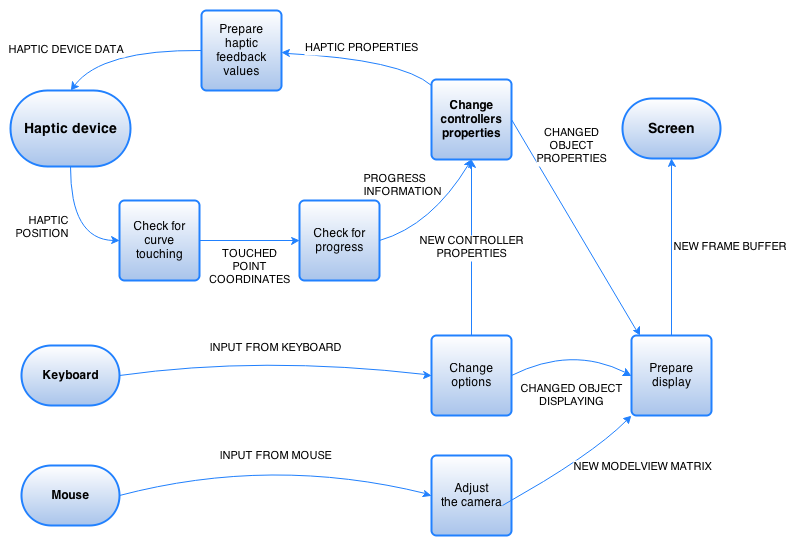 Prepare
haptic
feedback
values
HAPTIC DEVICE DATA
HAPTIC PROPERTIES
Haptic device
Change
controllers
properties
Screen
CHANGED
OBJECT
PROPERTIES
PROGRESS
INFORMATION
HAPTIC
POSITION
Check for
curve
touching
TOUCHED
POINT
COORDINATES
Check for
progress
NEW CONTROLLER
PROPERTIES
NEW FRAME BUFFER
Keyboard
INPUT FROM KEYBOARD
Change
options
CHANGED OBJECT
DISPLAYING
Prepare
display
Mouse
INPUT FROM MOUSE
Adjust
the camera
NEW MODELVIEW MATRIX